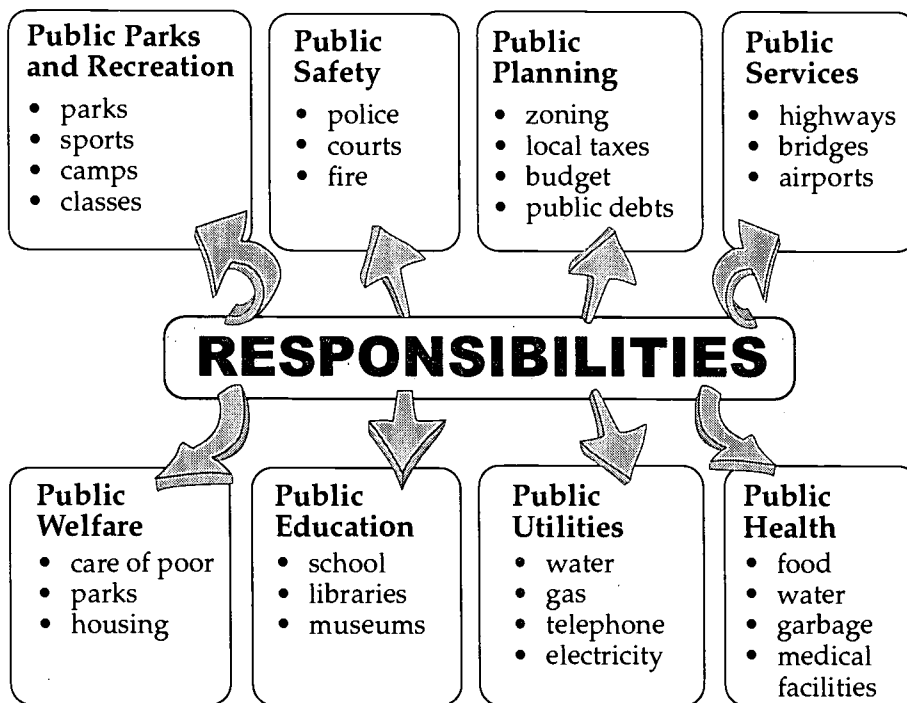 Public Parks
and Recreation
• parks
• sports
• camps
• classes
Public
Safety
• police
• courts
• fire
Public
Planning
• zoning
• local taxes
• budget
• public debts
Public
Services
• highways
• bridges
• airports
RESPONSIBILITIES
Public
Welfare
• care of poor
• parks
• housing
Public
Education
• school
• libraries
• museums
Public
Utilities
• water
• gas
• telephone
• electricity
Public
Health
• food
• water
• garbage
• medical
facilities